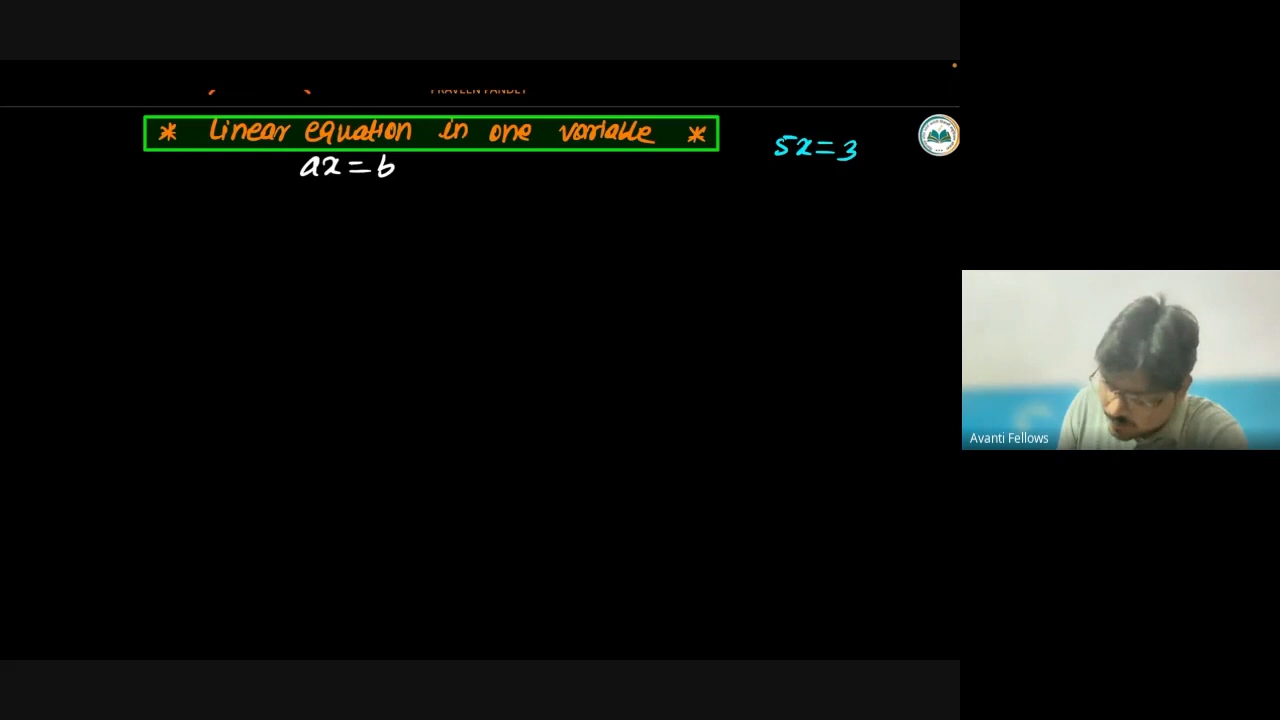 * Linear equation in one variable *
5x=3
ax=b
Avanti Fellows